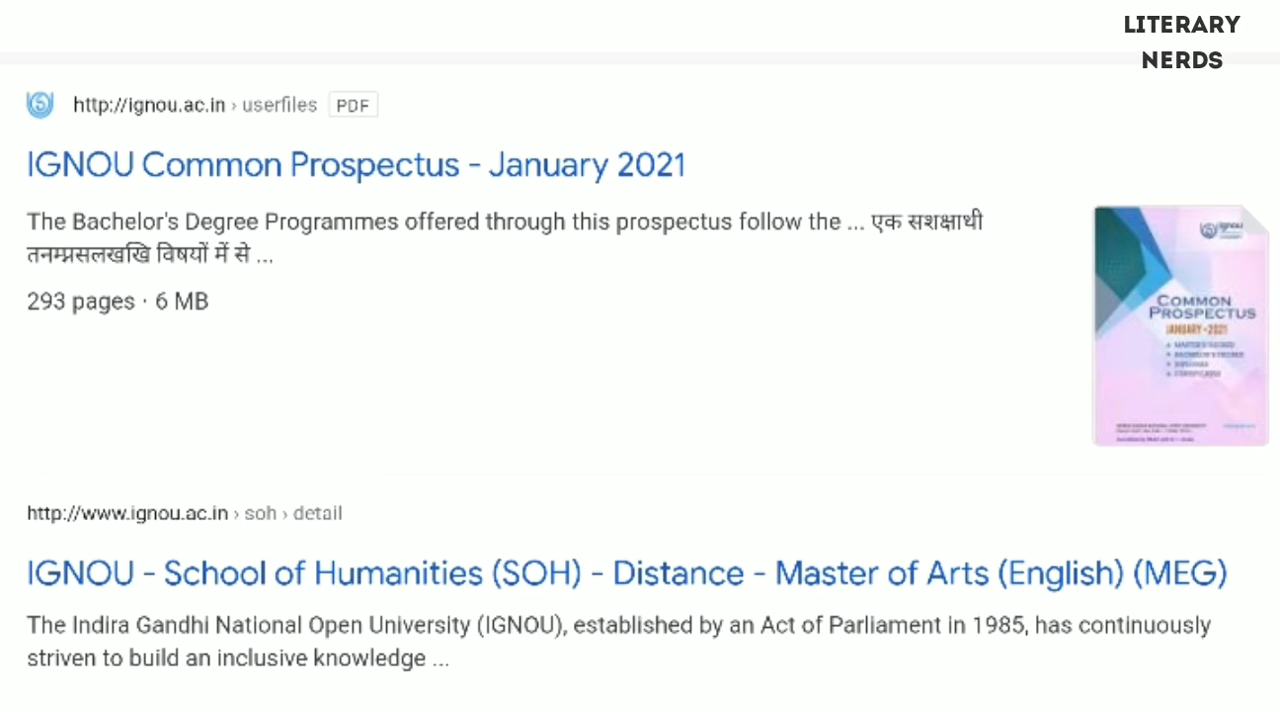 LITERARY
NERDS
http://ignou.ac.in › userfiles PDF
IGNOU Common Prospectus - January 2021
The Bachelor's Degree Programmes offered through this prospectus follow the ... एक सशक्षाथी
तनम्नसलखखि विषयों में से ...
293 pages · 6 MB
ignou
COMMON
PROSPECTUS
JANUARY - 2021
http://www.ignou.ac.in › soh › detail
IGNOU - School of Humanities (SOH) - Distance - Master of Arts (English) (MEG)
The Indira Gandhi National Open University (IGNOU), established by an Act of Parliament in 1985, has continuously
striven to build an inclusive knowledge ...